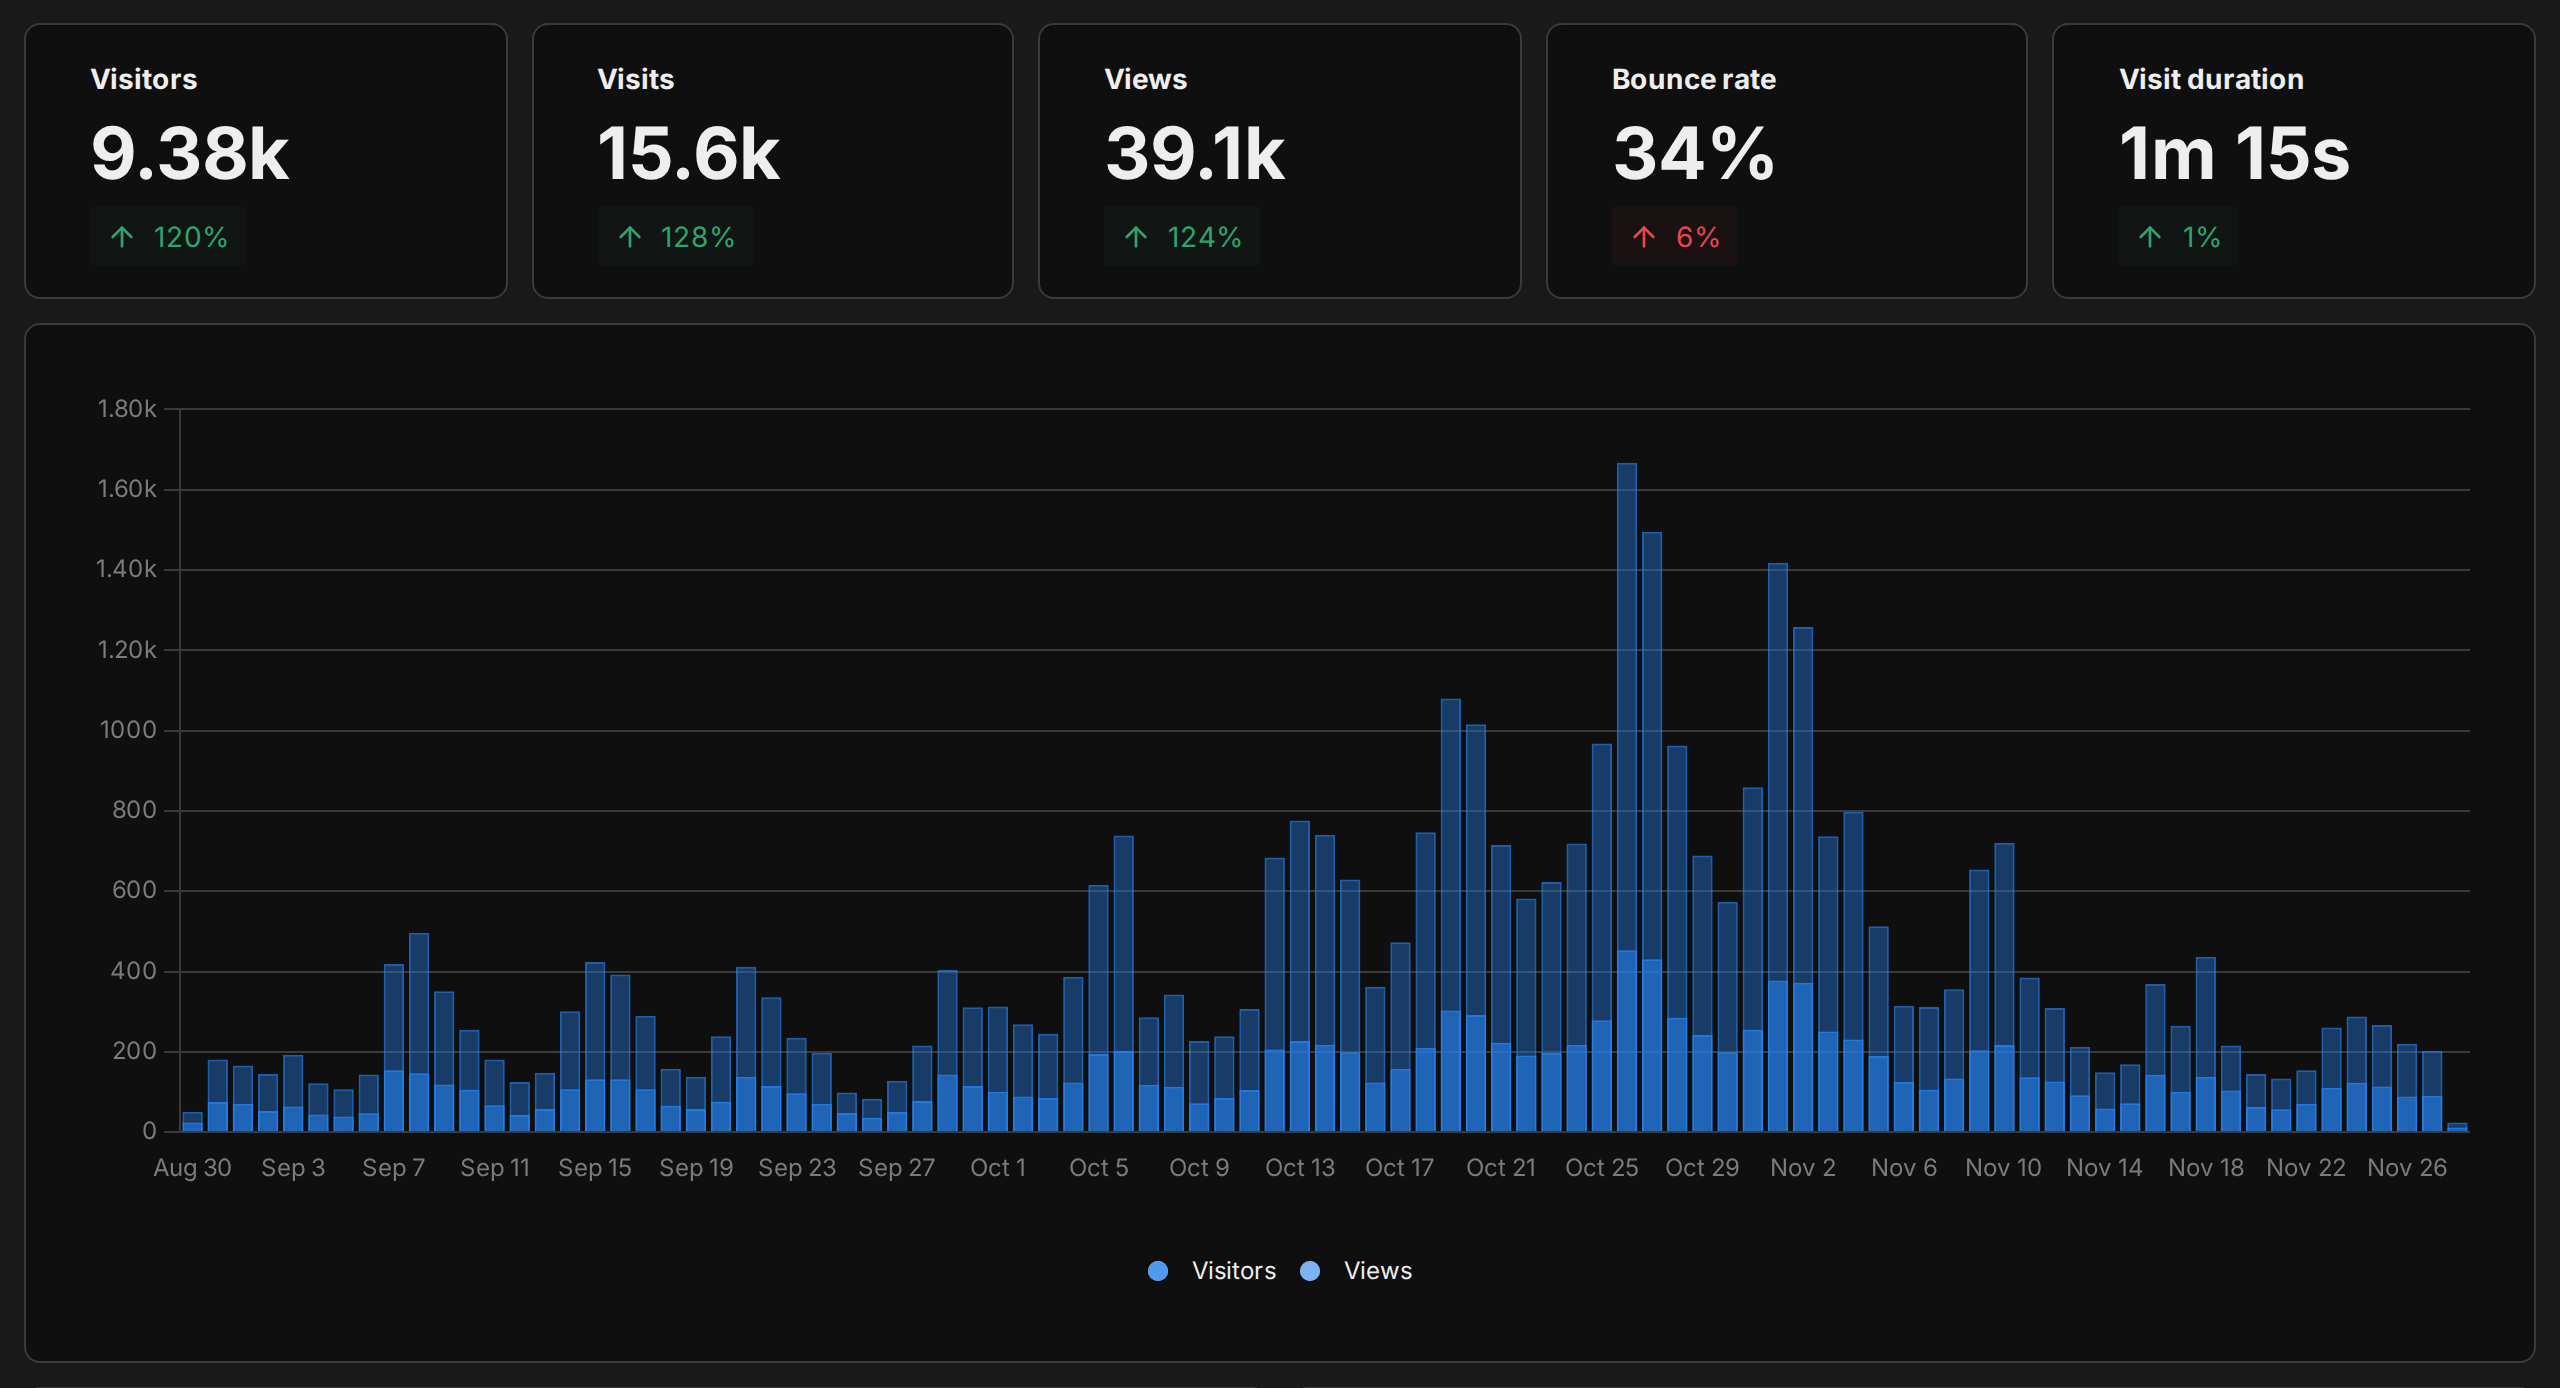 Visitors
9.38k
↑ 120%
Visits
15.6k
↑ 128%
Views
39.1k
↑ 124%
Bounce rate
34%
↑ 6%
Visit duration
1m 15s
↑ 1%
1.80k
1.60k
1.40k
1.20k
1000
800
600
400
200
0
Aug 30 Sep 3 Sep 7 Sep 11 Sep 15 Sep 19 Sep 23 Sep 27 Oct 1 Oct 5 Oct 9 Oct 13 Oct 17 Oct 21 Oct 25 Oct 29 Nov 2 Nov 6 Nov 10 Nov 14 Nov 18 Nov 22 Nov 26
Visitors Views